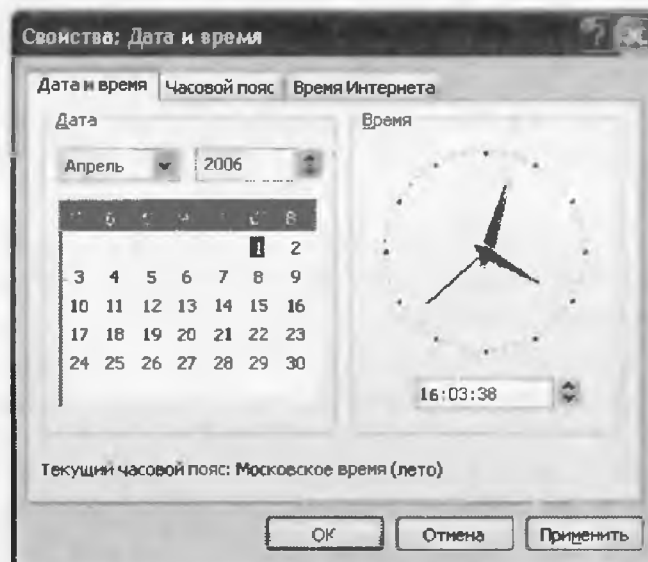 Свойства: Дата и время
Дата и время Часовой пояс Время Интернета
Дата
Время
Апрель 2006
В
1 2
3 4 5 6 7 8 9
10 11 12 13 14 15 16
17 18 19 20 21 22 23
24 25 26 27 28 29 30
16:03:38
Текущий часовой пояс: Московское время (лето)
ОК Отмена Применить